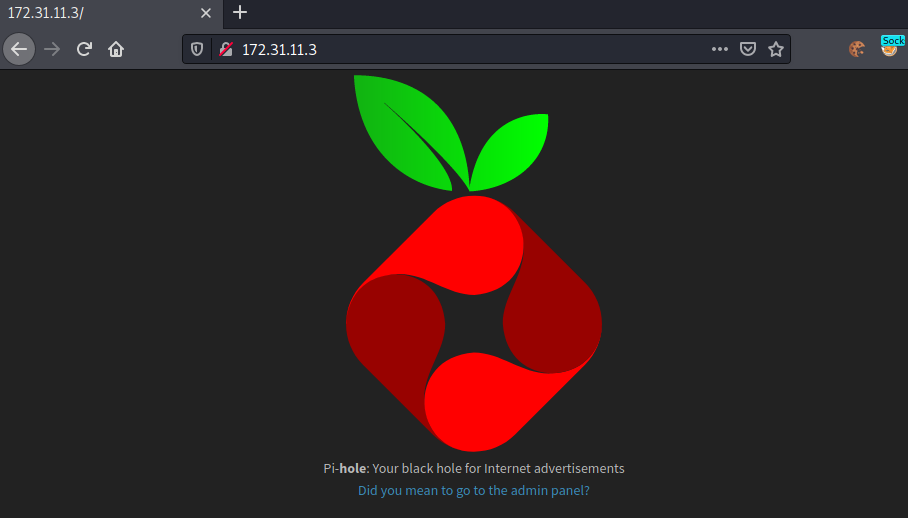 172.31.11.3/
172.31.11.3
Sock
Pi-hole: Your black hole for Internet advertisements
Did you mean to go to the admin panel?